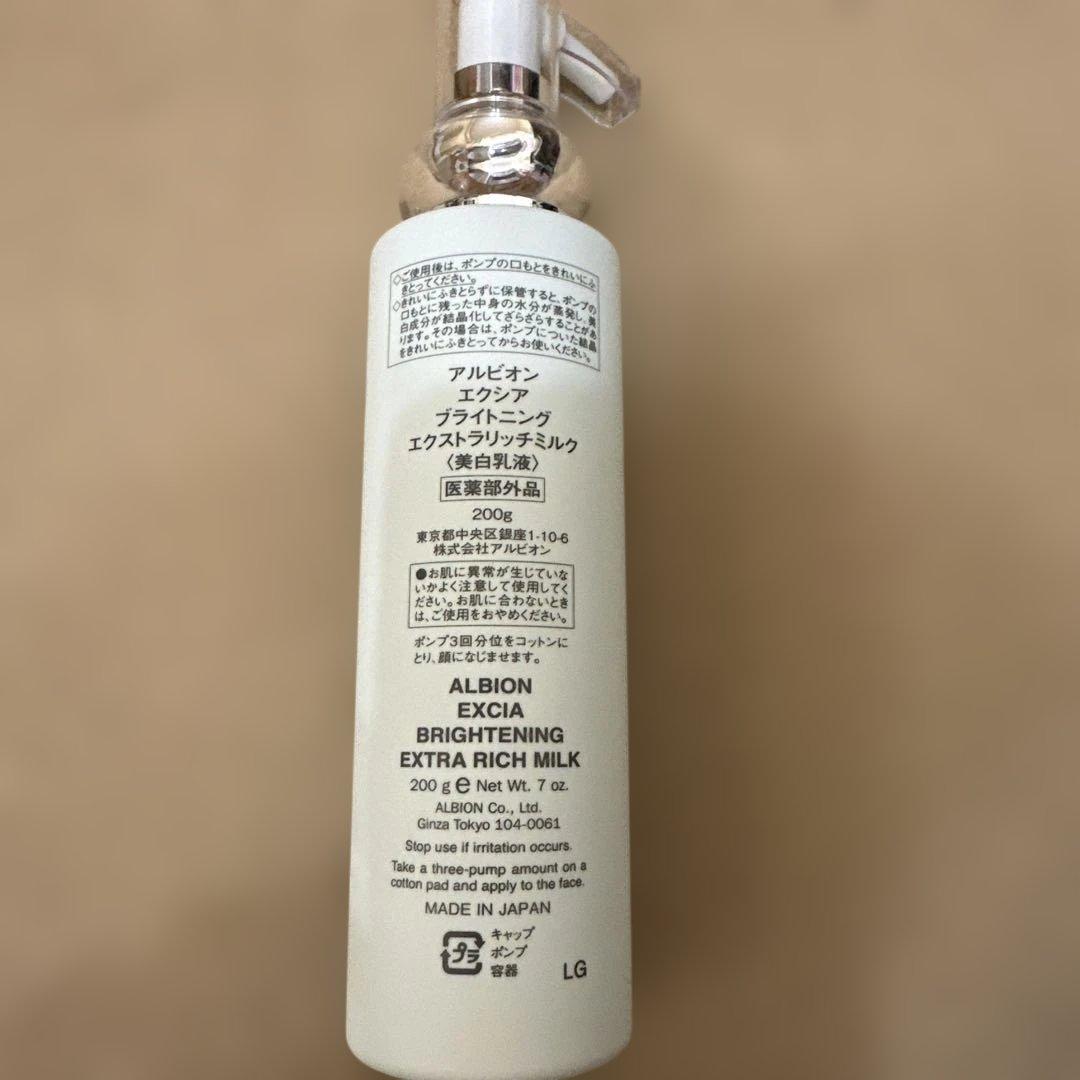 ◇ご使用後は、ポンプの口もとをきれいにふ
きとってください。
◇きれいにふきとらずに保管すると、ポンプの
口もとに残った中身の水分が蒸発し、美
白成分が結晶化してざらざらすることがあ
ります。その場合は、ポンプについた結晶
をきれいにふきとってからお使いください。
アルビオン
エクシア
ブライトニング
エクストラリッチミルク
〈美白乳液〉
医薬部外品
200g
東京都中央区銀座1-10-6
株式会社アルビオン
●お肌に異常が生じていな
いかよく注意して使用してく
ださい。お肌に合わないとき
は、ご使用をおやめください。
ポンプ3回分位をコットンに
とり、顔になじませます。
ALBION
EXCIA
BRIGHTENING
EXTRA RICH MILK
200 g ℮ Net Wt. 7 oz.
ALBION Co., Ltd.
Ginza Tokyo 104-0061
Stop use if irritation occurs.
Take a three-pump amount on a
cotton pad and apply to the face.
MADE IN JAPAN
プラ
キャップ
ポンプ
容器
LG